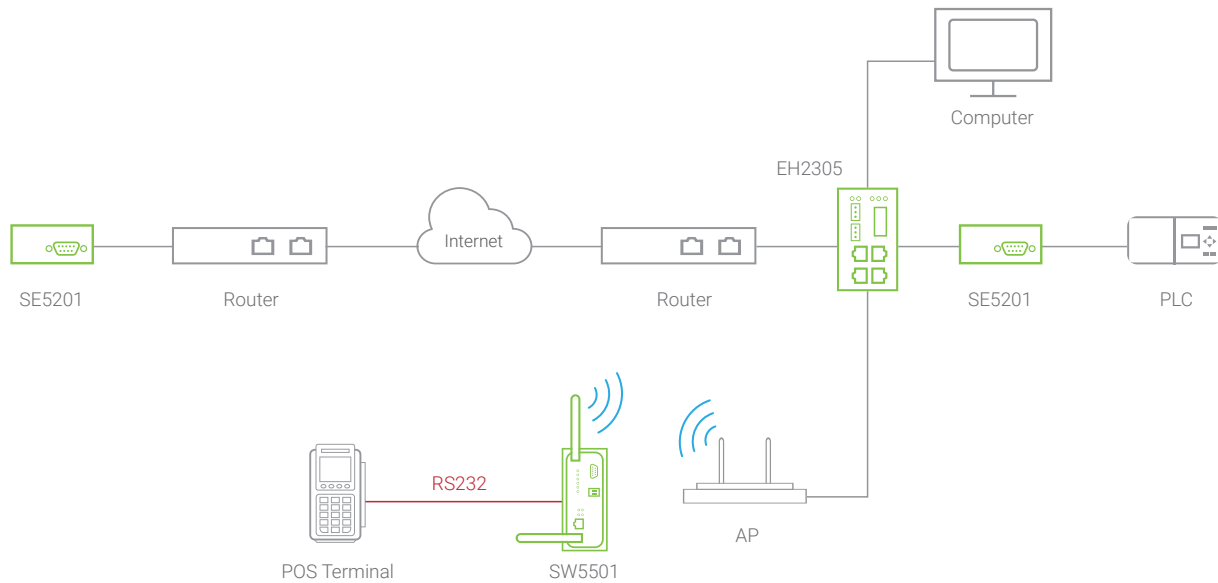 Computer
EH2305
Internet
SE5201
Router
Router
SE5201
PLC
RS232
AP
POS Terminal
SW5501